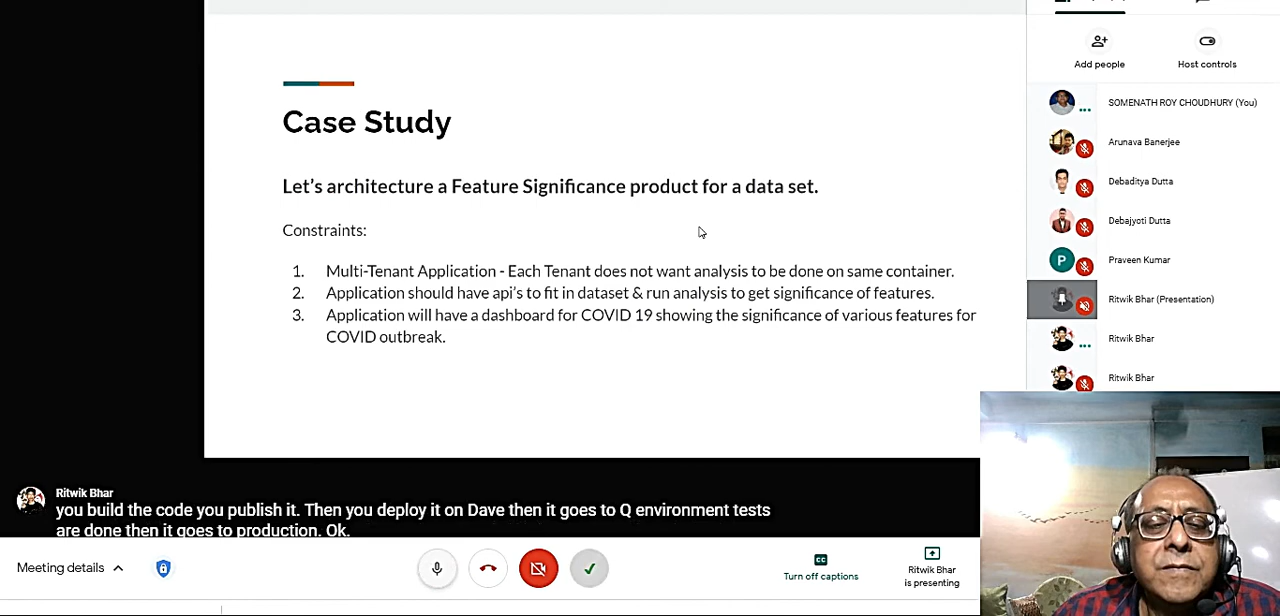 Case Study
Let's architecture a Feature Significance product for a data set.
Constraints:
1. Multi-Tenant Application - Each Tenant does not want analysis to be done on same container.
2. Application should have api's to fit in dataset & run analysis to get significance of features.
3. Application will have a dashboard for COVID 19 showing the significance of various features for
COVID outbreak.
Add people
Host controls
SOMENATH ROY CHOUDHURY (You)
Arunava Banerjee
Debaditya Dutta
Debajyoti Dutta
P
Praveen Kumar
Ritwik Bhar (Presentation)
Ritwik Bhar
Ritwik Bhar
Ritwik Bhar
you build the code you publish it. Then you deploy it on Dave then it goes to Q environment tests
are done then it goes to production. Ok.
Meeting details
CC
Turn off captions
Ritwik Bhar
is presenting